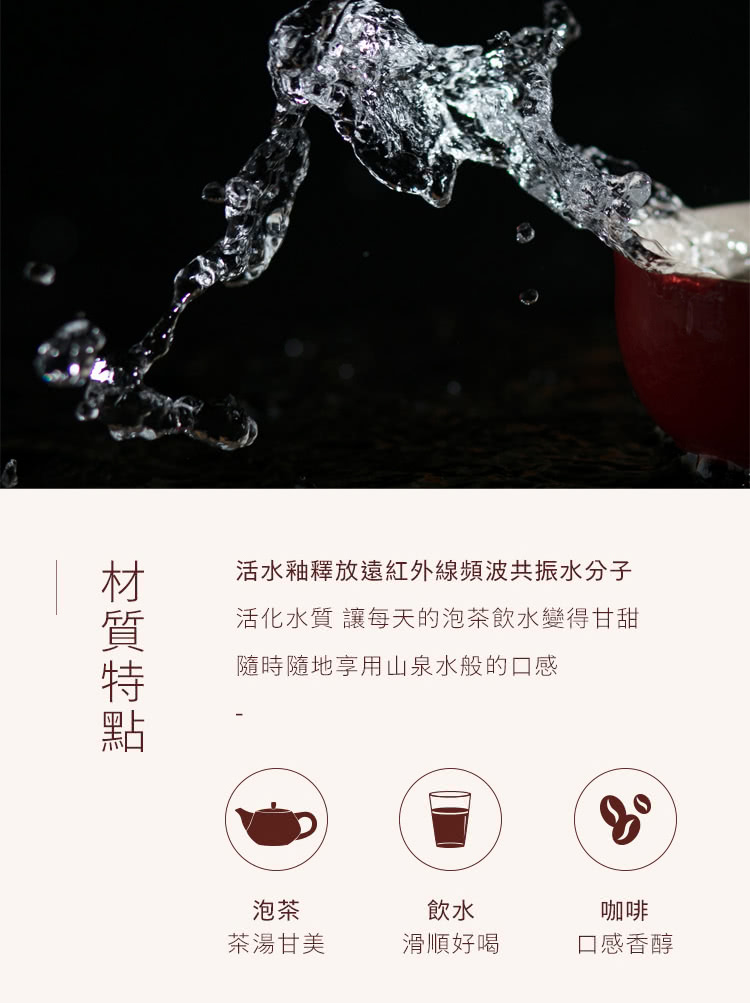 材質特點
活水釉釋放遠紅外線頻波共振水分子
活化水質 讓每天的泡茶飲水變得甘甜
隨時隨地享用山泉水般的口感
-
泡茶
茶湯甘美
飲水
滑順好喝
咖啡
口感香醇